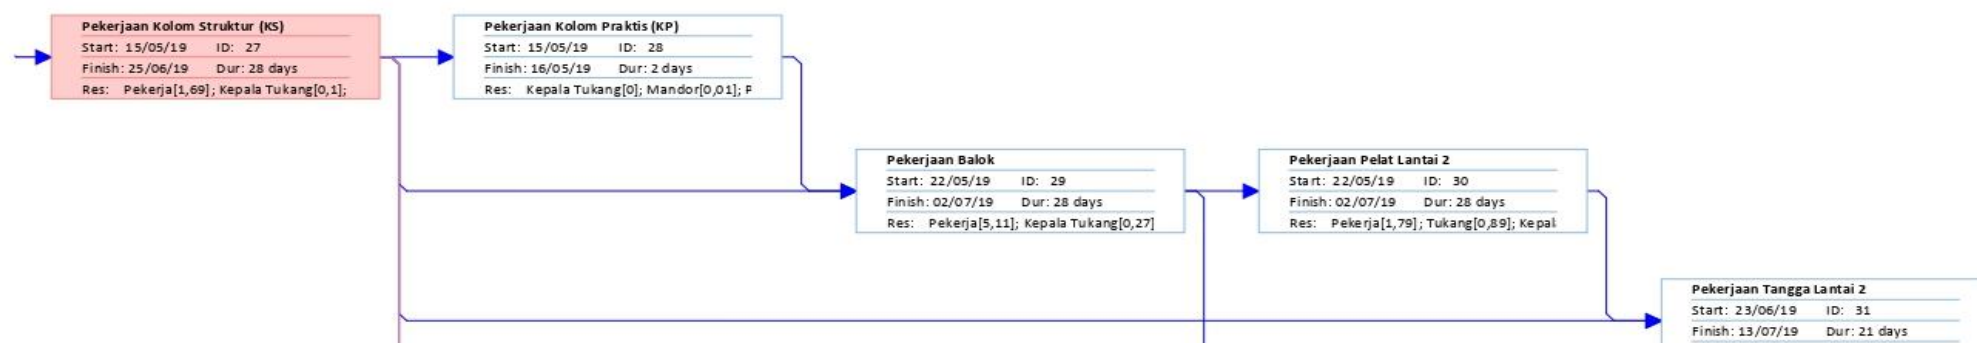 Pekerjaan Kolom Struktur (KS)
Start: 15/05/19 ID: 27
Finish: 25/06/19 Dur: 28 days
Res: Pekerja[1,69]; Kepala Tukang[0,1];
Pekerjaan Kolom Praktis (KP)
Start: 15/05/19 ID: 28
Finish: 16/05/19 Dur: 2 days
Res: Kepala Tukang[0]; Mandor[0,01]; P
Pekerjaan Balok
Start: 22/05/19 ID: 29
Finish: 02/07/19 Dur: 28 days
Res: Pekerja[5,11]; Kepala Tukang[0,27]
Pekerjaan Pelat Lantai 2
Start: 22/05/19 ID: 30
Finish: 02/07/19 Dur: 28 days
Res: Pekerja[1,79]; Tukang[0,89]; Kepal
Pekerjaan Tangga Lantai 2
Start: 23/06/19 ID: 31
Finish: 13/07/19 Dur: 21 days